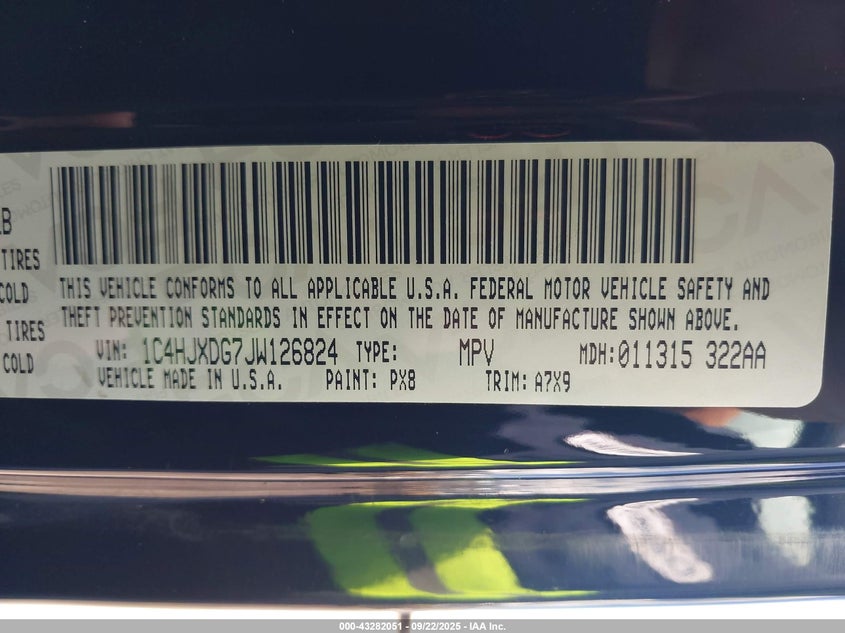 B
TIRES
COLD
TIRES
COLD
THIS VEHICLE CONFORMS TO ALL APPLICABLE U.S.A. FEDERAL MOTOR VEHICLE SAFETY AND
THEFT PREVENTION STANDARDS IN EFFECT ON THE DATE OF MANUFACTURE SHOWN ABOVE.
VIN: 1C4HJXDG7JW126824 TYPE: MPV MDH: 011315 322AA
VEHICLE MADE IN U.S.A. PAINT: PX8 TRIM: A7X9
000-43282051 - 09/22/2025 - IAA Inc.